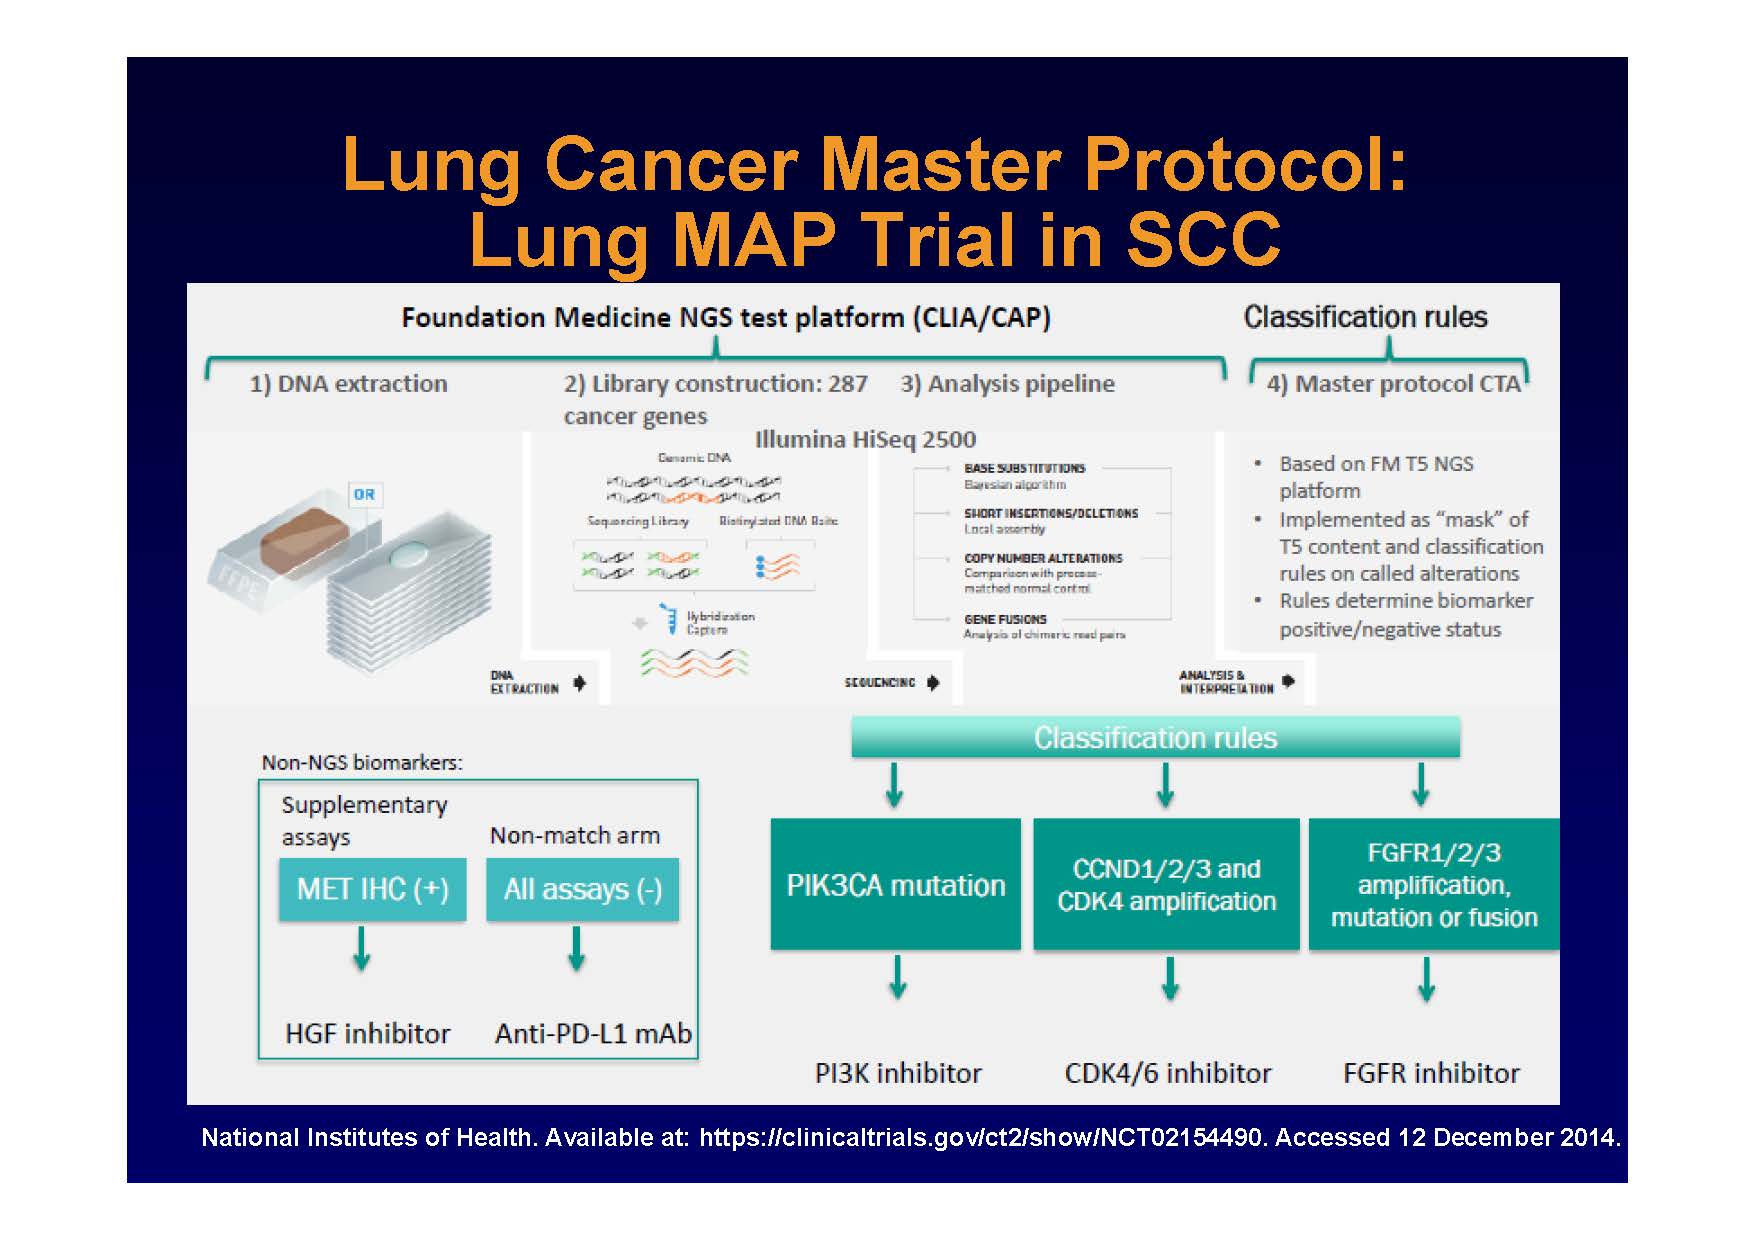 Lung Cancer Master Protocol:
Lung MAP Trial in SCC
Foundation Medicine NGS test platform (CLIA/CAP)
Classification rules
1) DNA extraction
2) Library construction: 287
cancer genes
3) Analysis pipeline
4) Master protocol CTA
Illumina HiSeq 2500
OR
FFPE
DNA
EXTRACTION
Genomic DNA
Sequencing Library
Biotinylated DNA Baits
Hybridization
Capture
SEQUENCING
BASE SUBSTITUTIONS
Bayesian algorithm
SHORT INSERTIONS/DELETIONS
Local assembly
COPY NUMBER ALTERATIONS
Comparison with process-
matched normal control
GENE FUSIONS
Analysis of chimeric read pairs
ANALYSIS &
INTERPRETATION
• Based on FM T5 NGS
platform
• Implemented as “mask” of
T5 content and classification
rules on called alterations
• Rules determine biomarker
positive/negative status
Non-NGS biomarkers:
Supplementary
assays
MET IHC (+)
HGF inhibitor
Non-match arm
All assays (-)
Anti-PD-L1 mAb
Classification rules
PIK3CA mutation
PI3K inhibitor
CCND1/2/3 and
CDK4 amplification
CDK4/6 inhibitor
FGFR1/2/3
amplification,
mutation or fusion
FGFR inhibitor
National Institutes of Health. Available at: https://clinicaltrials.gov/ct2/show/NCT02154490. Accessed 12 December 2014.